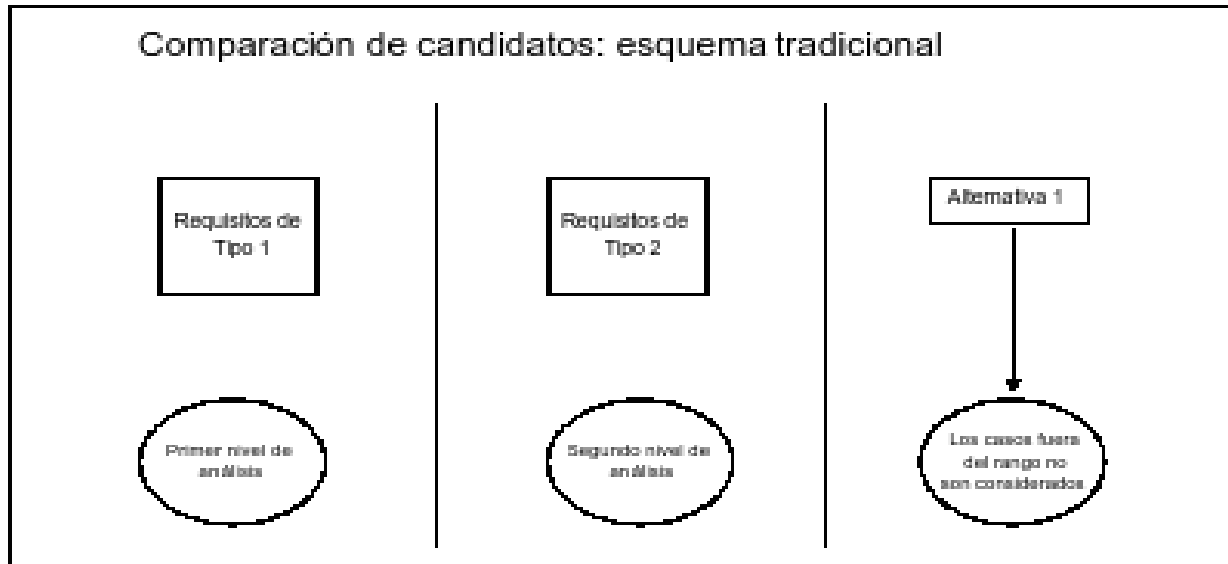 Comparación de candidatos: esquema tradicional
Requisitos de
Tipo 1
Requisitos de
Tipo 2
Alternativa 1
Primer nivel de
análisis
Segundo nivel de
análisis
Los casos fuera
del rango no
son considerados